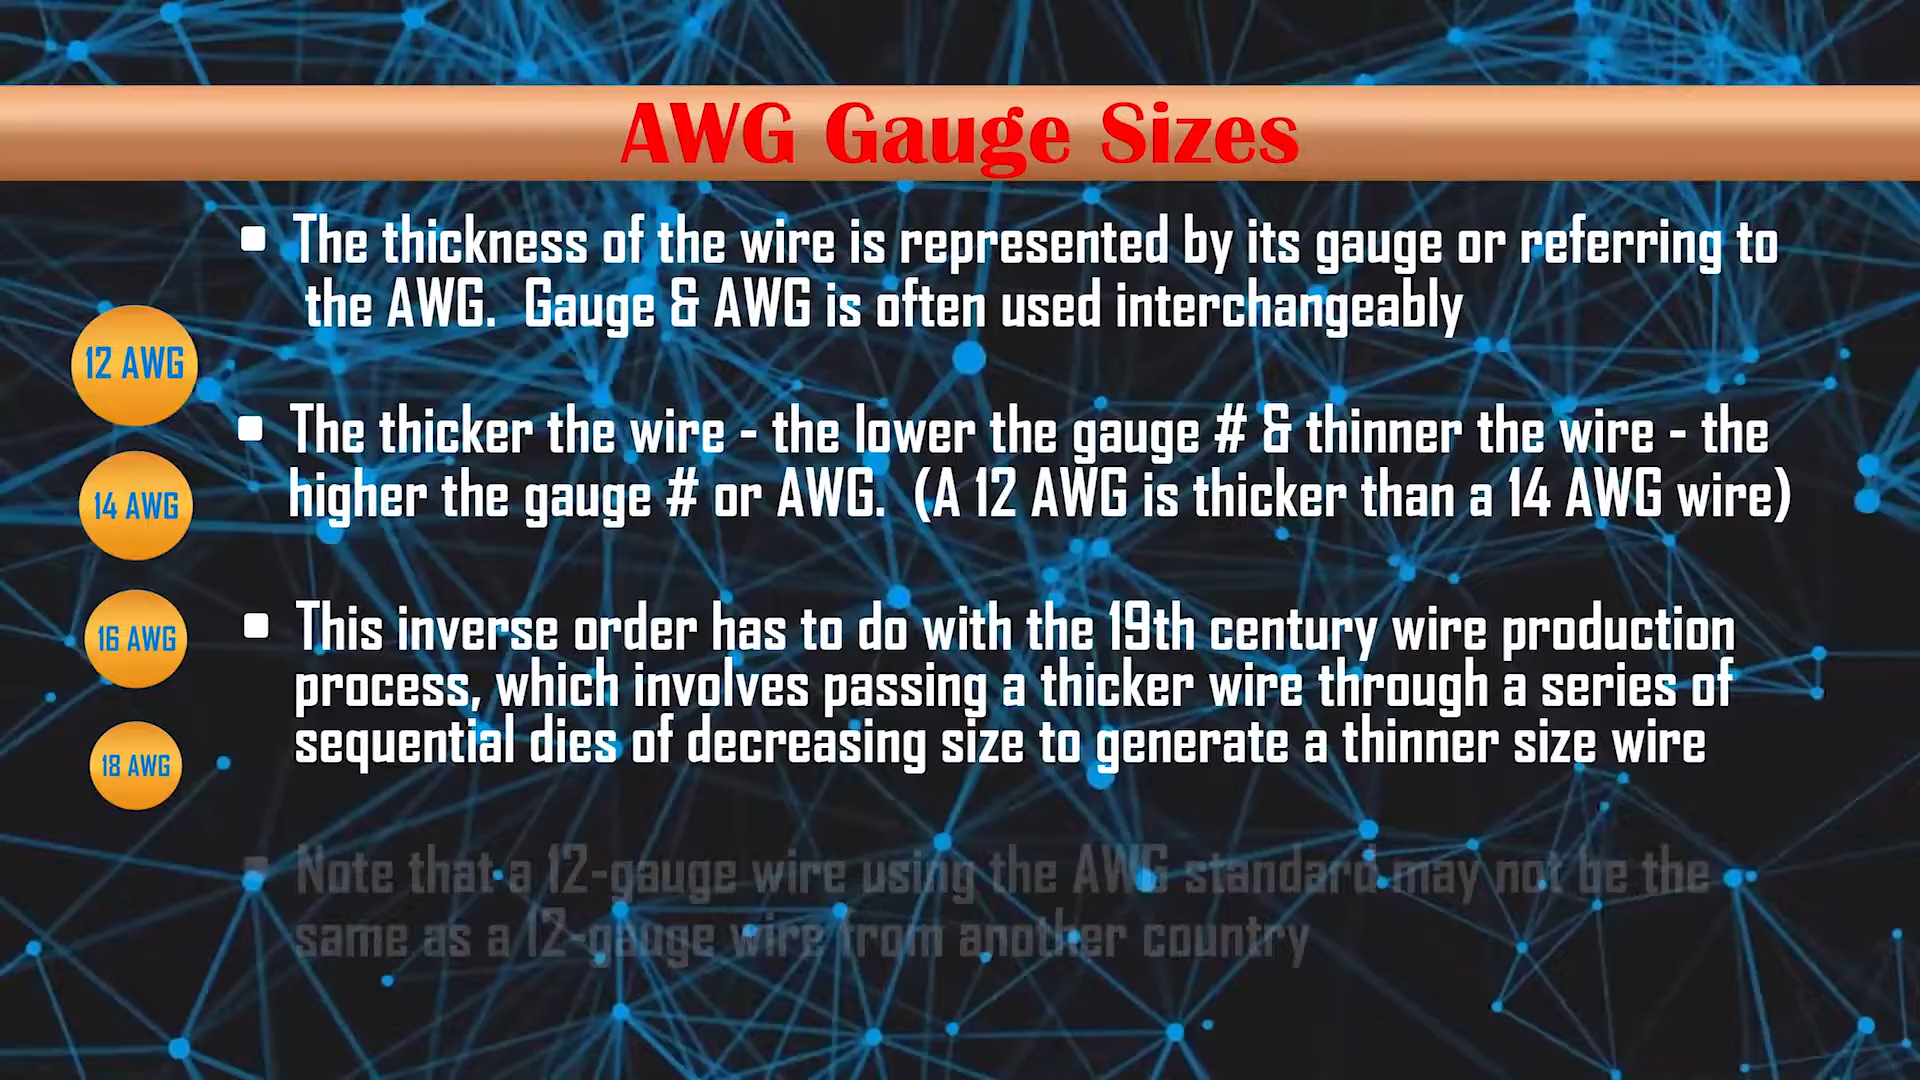 AWG Gauge Sizes
▪ The thickness of the wire is represented by its gauge or referring to
the AWG. Gauge & AWG is often used interchangeably
12 AWG
▪ The thicker the wire - the lower the gauge # & thinner the wire - the
higher the gauge # or AWG. (A 12 AWG is thicker than a 14 AWG wire)
14 AWG
▪ This inverse order has to do with the 19th century wire production
process, which involves passing a thicker wire through a series of
sequential dies of decreasing size to generate a thinner size wire
16 AWG
18 AWG
▪ Note that a 12-gauge wire using the AWG standard may not be the
same as a 12-gauge wire from another country